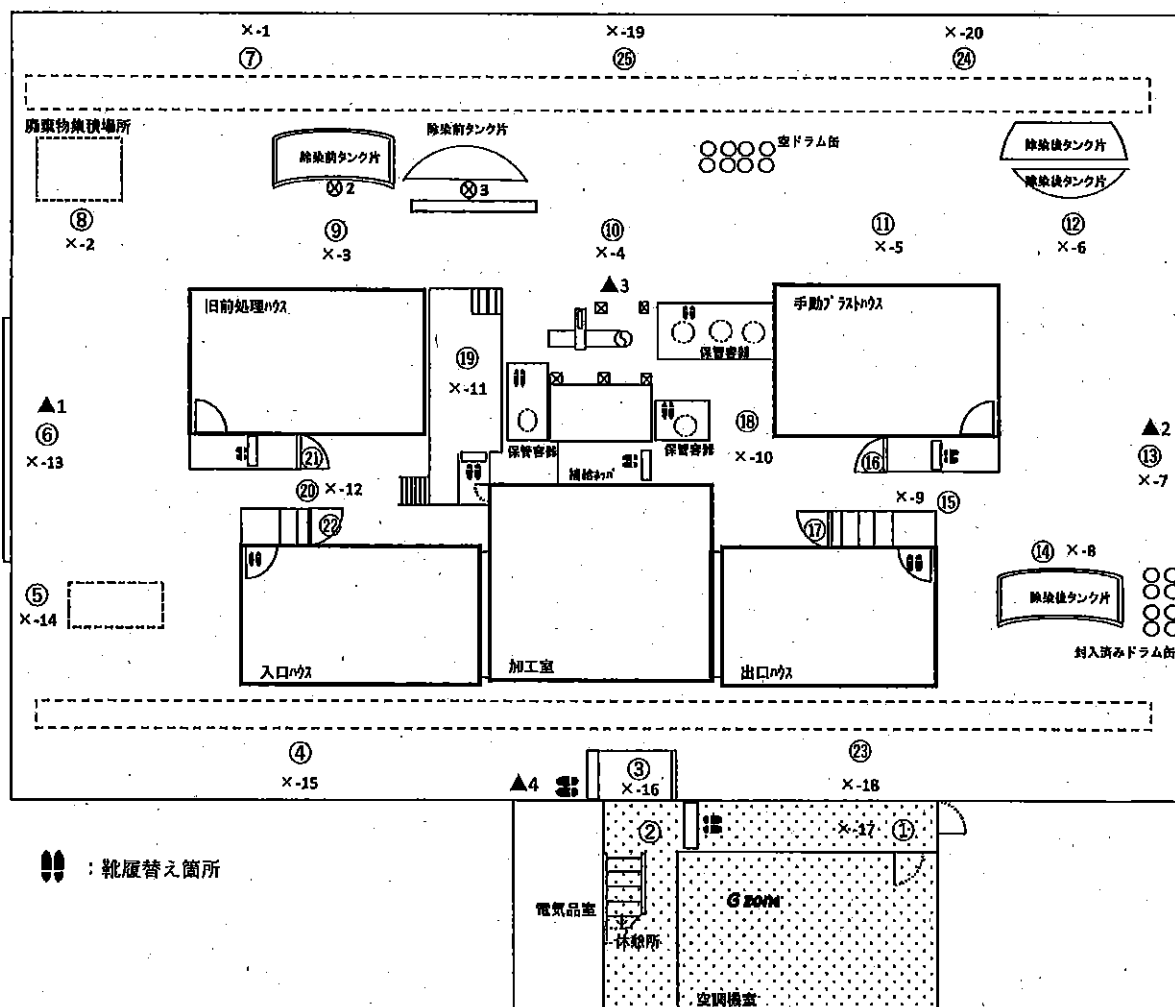 ×-1 ×-19 ×-20
⑦ ㉕ ㉔
廃棄物集積場所
除染前タンク片
除染前タンク片
空ドラム缶
除染後タンク片
除染後タンク片
⊗2 ⊗3
⑧ ⑨ ⑩ ⑪ ⑫
×-2 ×-3 ×-4 ×-5 ×-6
▲3
旧前処理ハウス
手動ブラストハウス
⑲
×-11
保管容器
▲1
⑥
×-13
▲2
⑬
×-7
⑱
×-10
保管容器
保管容器
補給ホッパ
㉑
⑯
⑳ ×-12
×-9 ⑮
㉒
⑰
⑭ ×-8
⑤
×-14
除染後タンク片
封入済みドラム缶
入口ハウス
加工室
出口ハウス
④
×-15
▲4
③
×-16
㉓
×-18
②
×-17 ①
:靴履替え箇所
電気品室
休憩所
G zone
空調機室